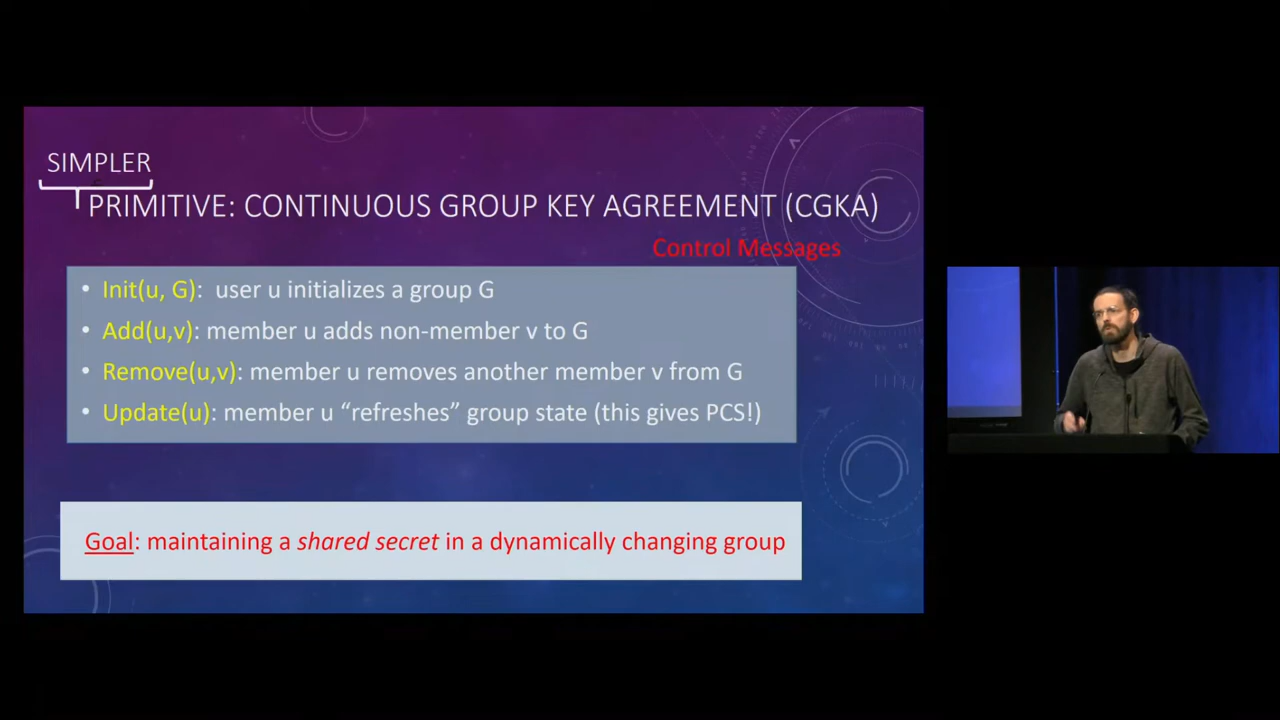 SIMPLER
PRIMITIVE: CONTINUOUS GROUP KEY AGREEMENT (CGKA)
Control Messages
• Init(u, G): user u initializes a group G
• Add(u,v): member u adds non-member v to G
• Remove(u,v): member u removes another member v from G
• Update(u): member u “refreshes” group state (this gives PCS!)
Goal: maintaining a shared secret in a dynamically changing group